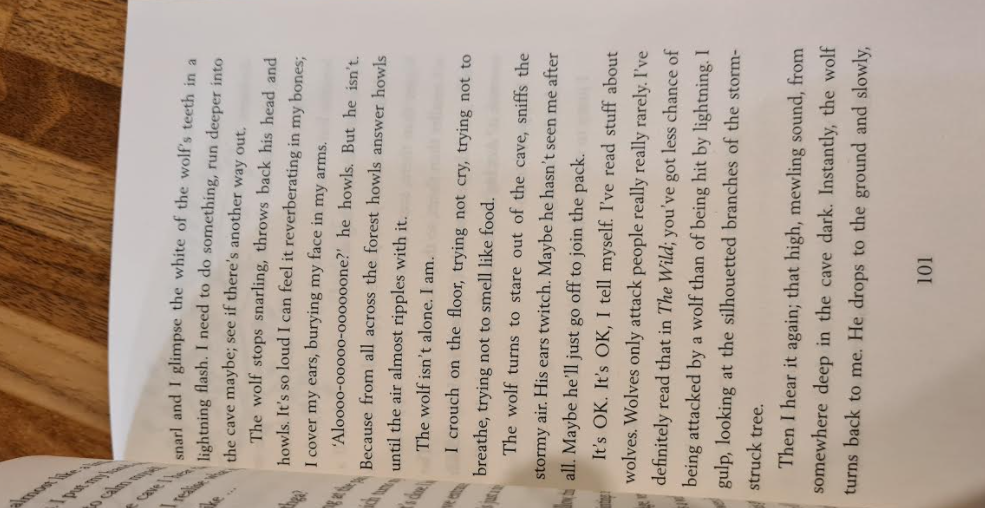 snarl and I glimpse the white of the wolf's teeth in a
lightning flash. I need to do something, run deeper into
the cave maybe; see if there's another way out.
The wolf stops snarling, throws back his head and
howls. It's so loud I can feel it reverberating in my bones;
I cover my ears, burying my face in my arms.
'Aloooo-oooooo-ooooooone?' he howls. But he isn't.
Because from all across the forest howls answer howls
until the air almost ripples with it.
The wolf isn't alone. I am.
I crouch on the floor, trying not cry, trying not to
breathe, trying not to smell like food.
The wolf turns to stare out of the cave, sniffs the
stormy air. His ears twitch. Maybe he hasn't seen me after
all. Maybe he'll just go off to join the pack.
It's OK. It's OK, I tell myself. I've read stuff about
wolves. Wolves only attack people really really rarely. I've
definitely read that in The Wild; you've got less chance of
being attacked by a wolf than of being hit by lightning. I
gulp, looking at the silhouetted branches of the storm-
struck tree.
Then I hear it again; that high, mewling sound, from
somewhere deep in the cave dark. Instantly, the wolf
turns back to me. He drops to the ground and slowly,
101